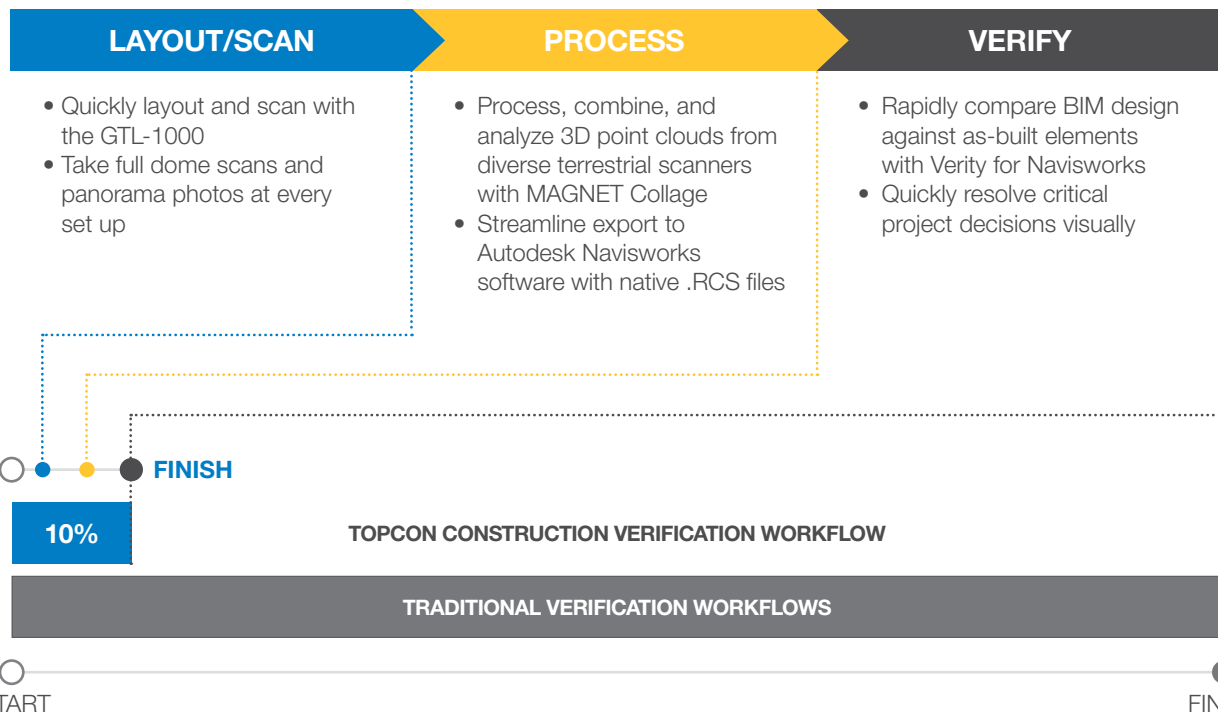 LAYOUT/SCAN
PROCESS
VERIFY
• Quickly layout and scan with
the GTL-1000
• Take full dome scans and
panorama photos at every
set up
• Process, combine, and
analyze 3D point clouds from
diverse terrestrial scanners
with MAGNET Collage
• Streamline export to
Autodesk Navisworks
software with native .RCS files
• Rapidly compare BIM design
against as-built elements
with Verity for Navisworks
• Quickly resolve critical
project decisions visually
FINISH
10%
TOPCON CONSTRUCTION VERIFICATION WORKFLOW
TRADITIONAL VERIFICATION WORKFLOWS
TART
FIN